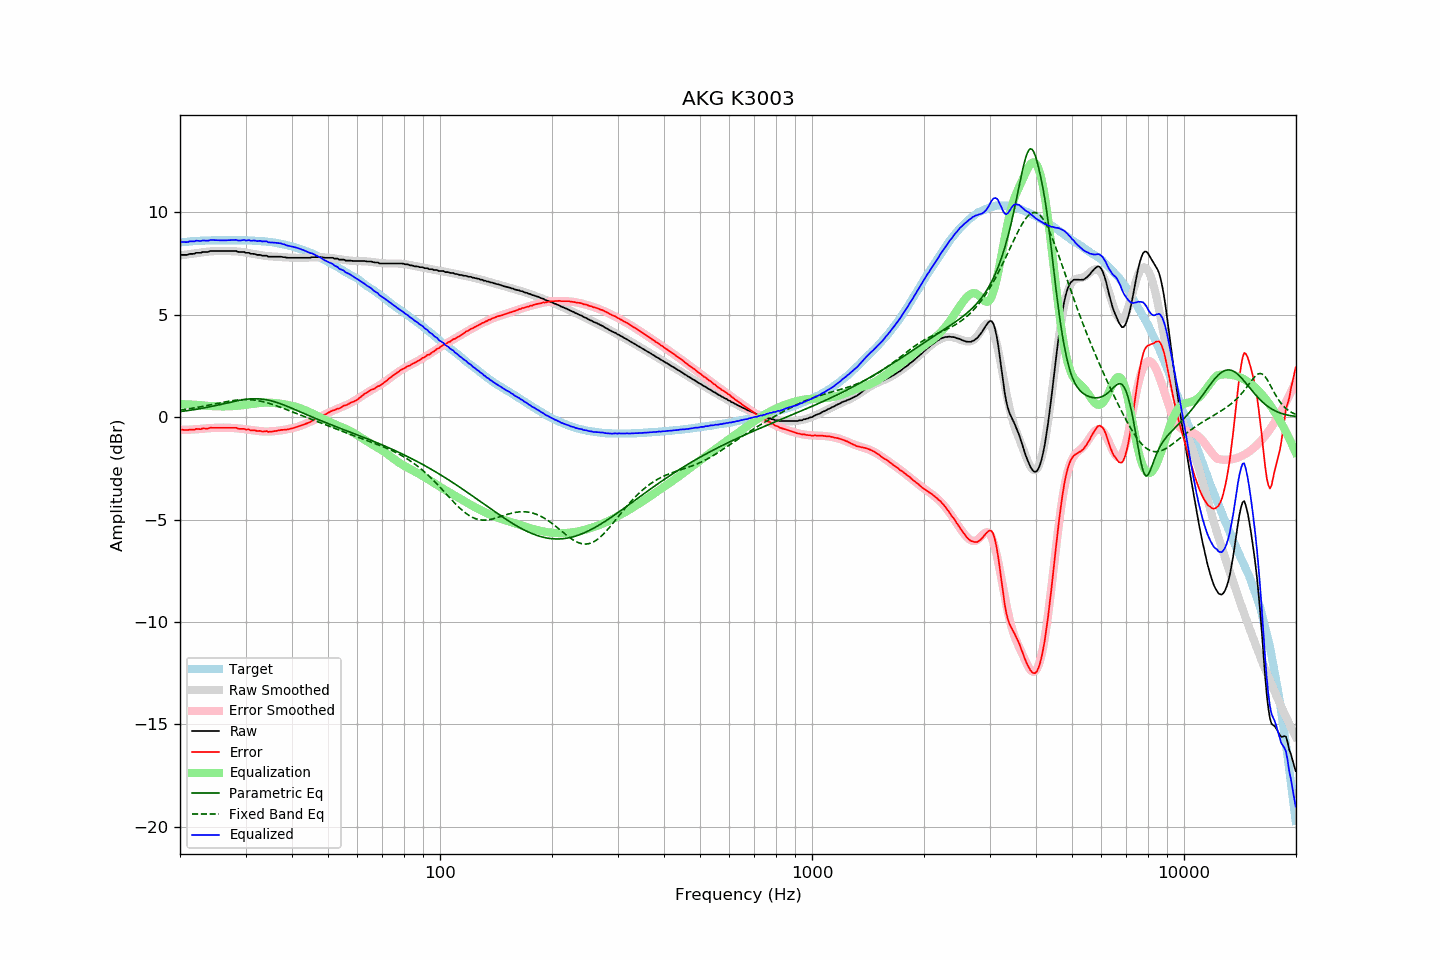 AKG K3003
Amplitude (dBr)
10
5
0
−5
−10
−15
−20
Target
Raw Smoothed
Error Smoothed
Raw
Error
Equalization
Parametric Eq
Fixed Band Eq
Equalized
100
1000
10000
Frequency (Hz)